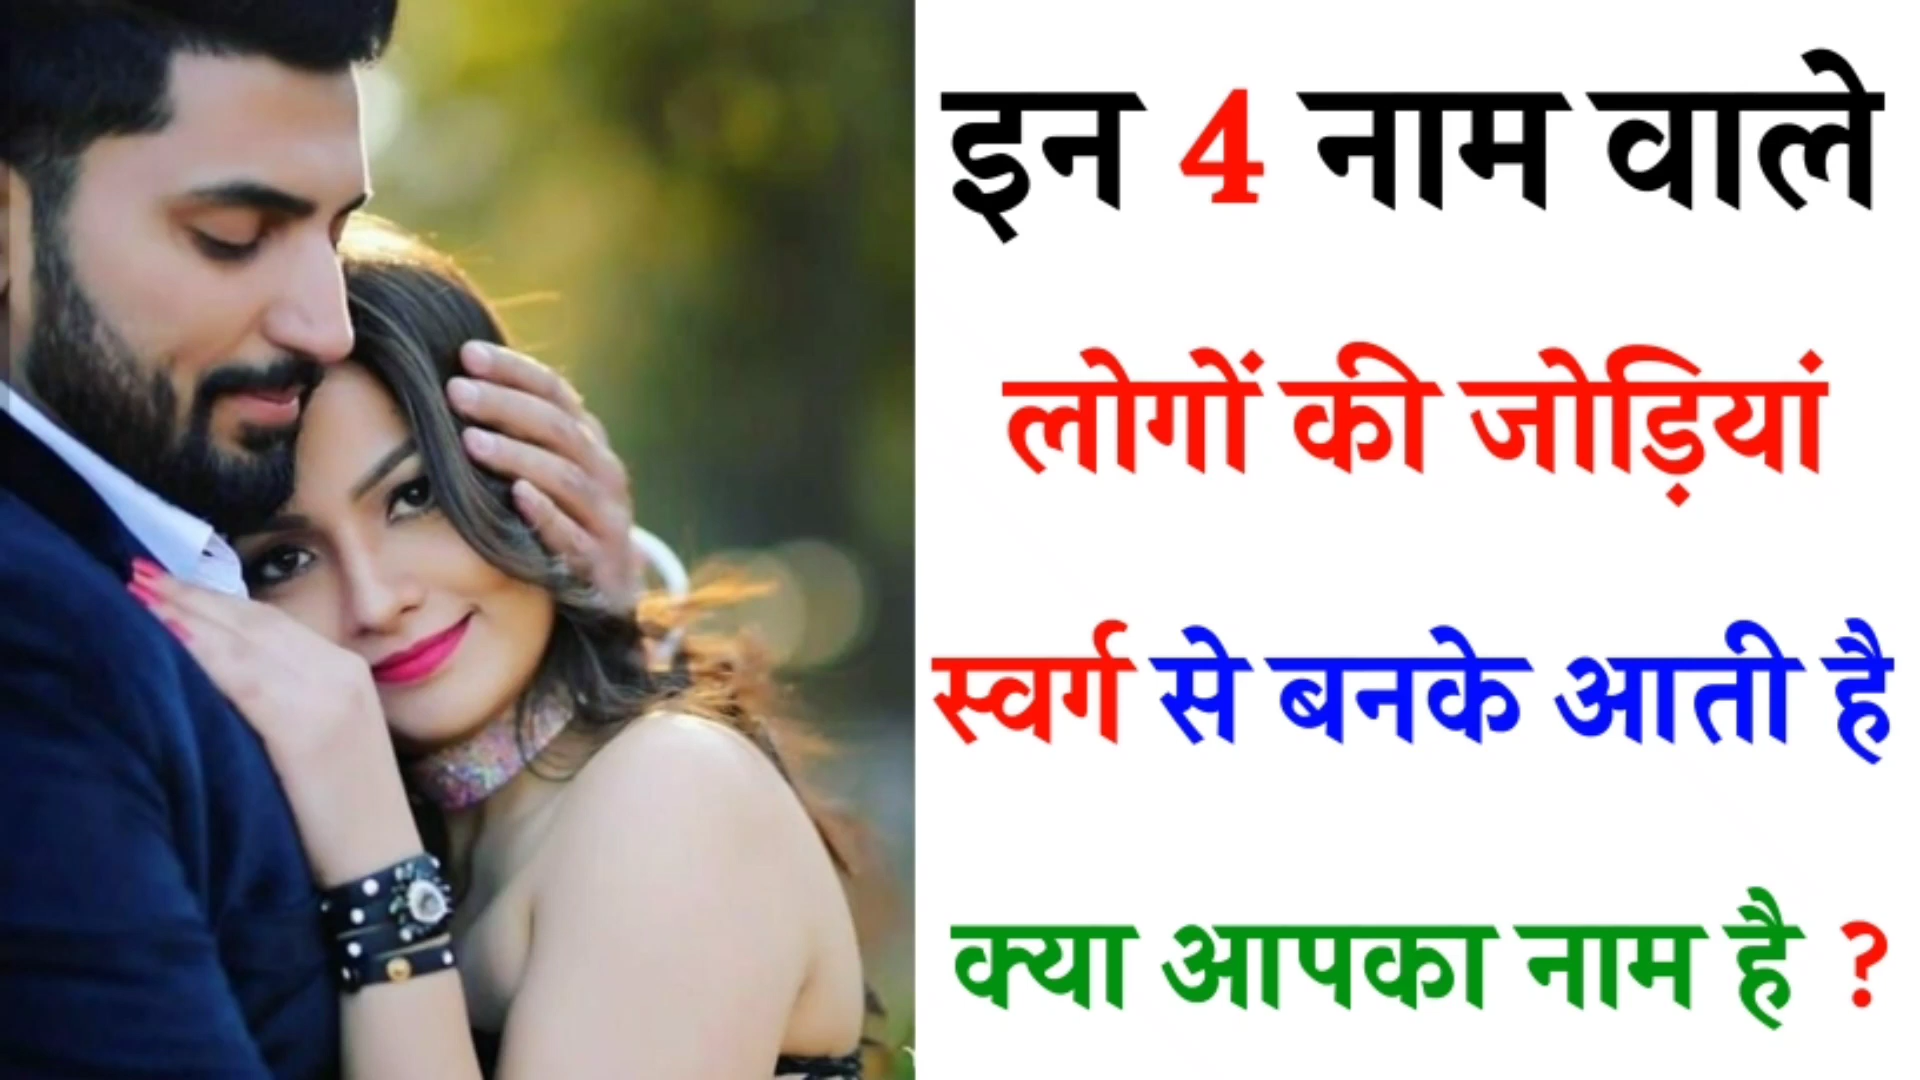 इन 4 नाम वाले
लोगों की जोड़ियां
स्वर्ग से बनके आती है
क्या आपका नाम है ?